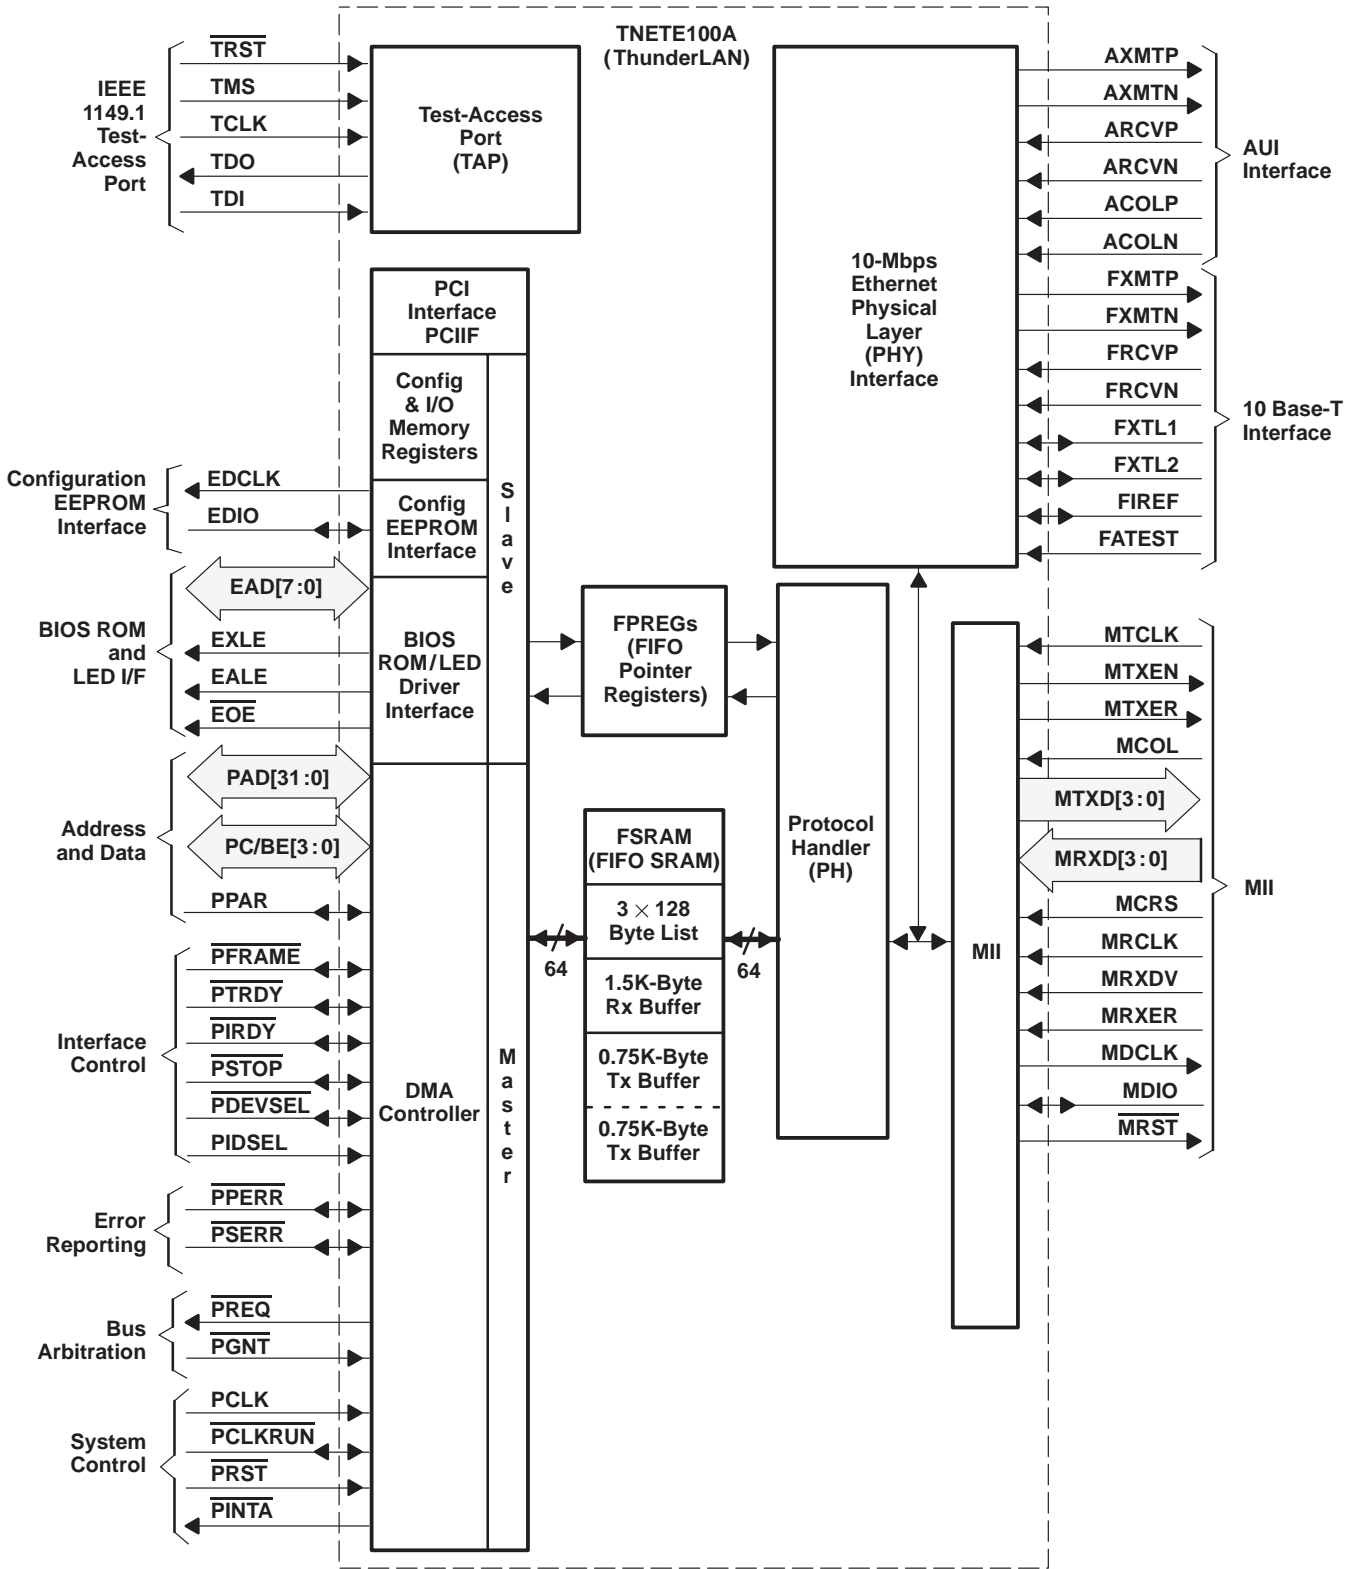 TNETE100A
(ThunderLAN)
IEEE
1149.1
Test-
Access
Port
TRST
TMS
TCLK
TDO
TDI
Test-Access
Port
(TAP)
PCI
Interface
PCIIF
Config
& I/O
Memory
Registers
Config
EEPROM
Interface
BIOS
ROM/LED
Driver
Interface
Slave
DMA
Controller
Master
Configuration
EEPROM
Interface
EDCLK
EDIO
BIOS ROM
and
LED I/F
EAD[7:0]
EXLE
EALE
EOE
Address
and Data
PAD[31:0]
PC/BE[3:0]
PPAR
Interface
Control
PFRAME
PTRDY
PIRDY
PSTOP
PDEVSEL
PIDSEL
Error
Reporting
PPERR
PSERR
Bus
Arbitration
PREQ
PGNT
System
Control
PCLK
PCLKRUN
PRST
PINTA
FPREGs
(FIFO
Pointer
Registers)
FSRAM
(FIFO SRAM)
3 × 128
Byte List
1.5K-Byte
Rx Buffer
0.75K-Byte
Tx Buffer
0.75K-Byte
Tx Buffer
64
64
Protocol
Handler
(PH)
10-Mbps
Ethernet
Physical
Layer
(PHY)
Interface
MII
AXMTP
AXMTN
ARCVP
ARCVN
ACOLP
ACOLN
AUI
Interface
FXMTP
FXMTN
FRCVP
FRCVN
FXTL1
FXTL2
FIREF
FATEST
10 Base-T
Interface
MTCLK
MTXEN
MTXER
MCOL
MTXD[3:0]
MRXD[3:0]
MCRS
MRCLK
MRXDV
MRXER
MDCLK
MDIO
MRST
MII